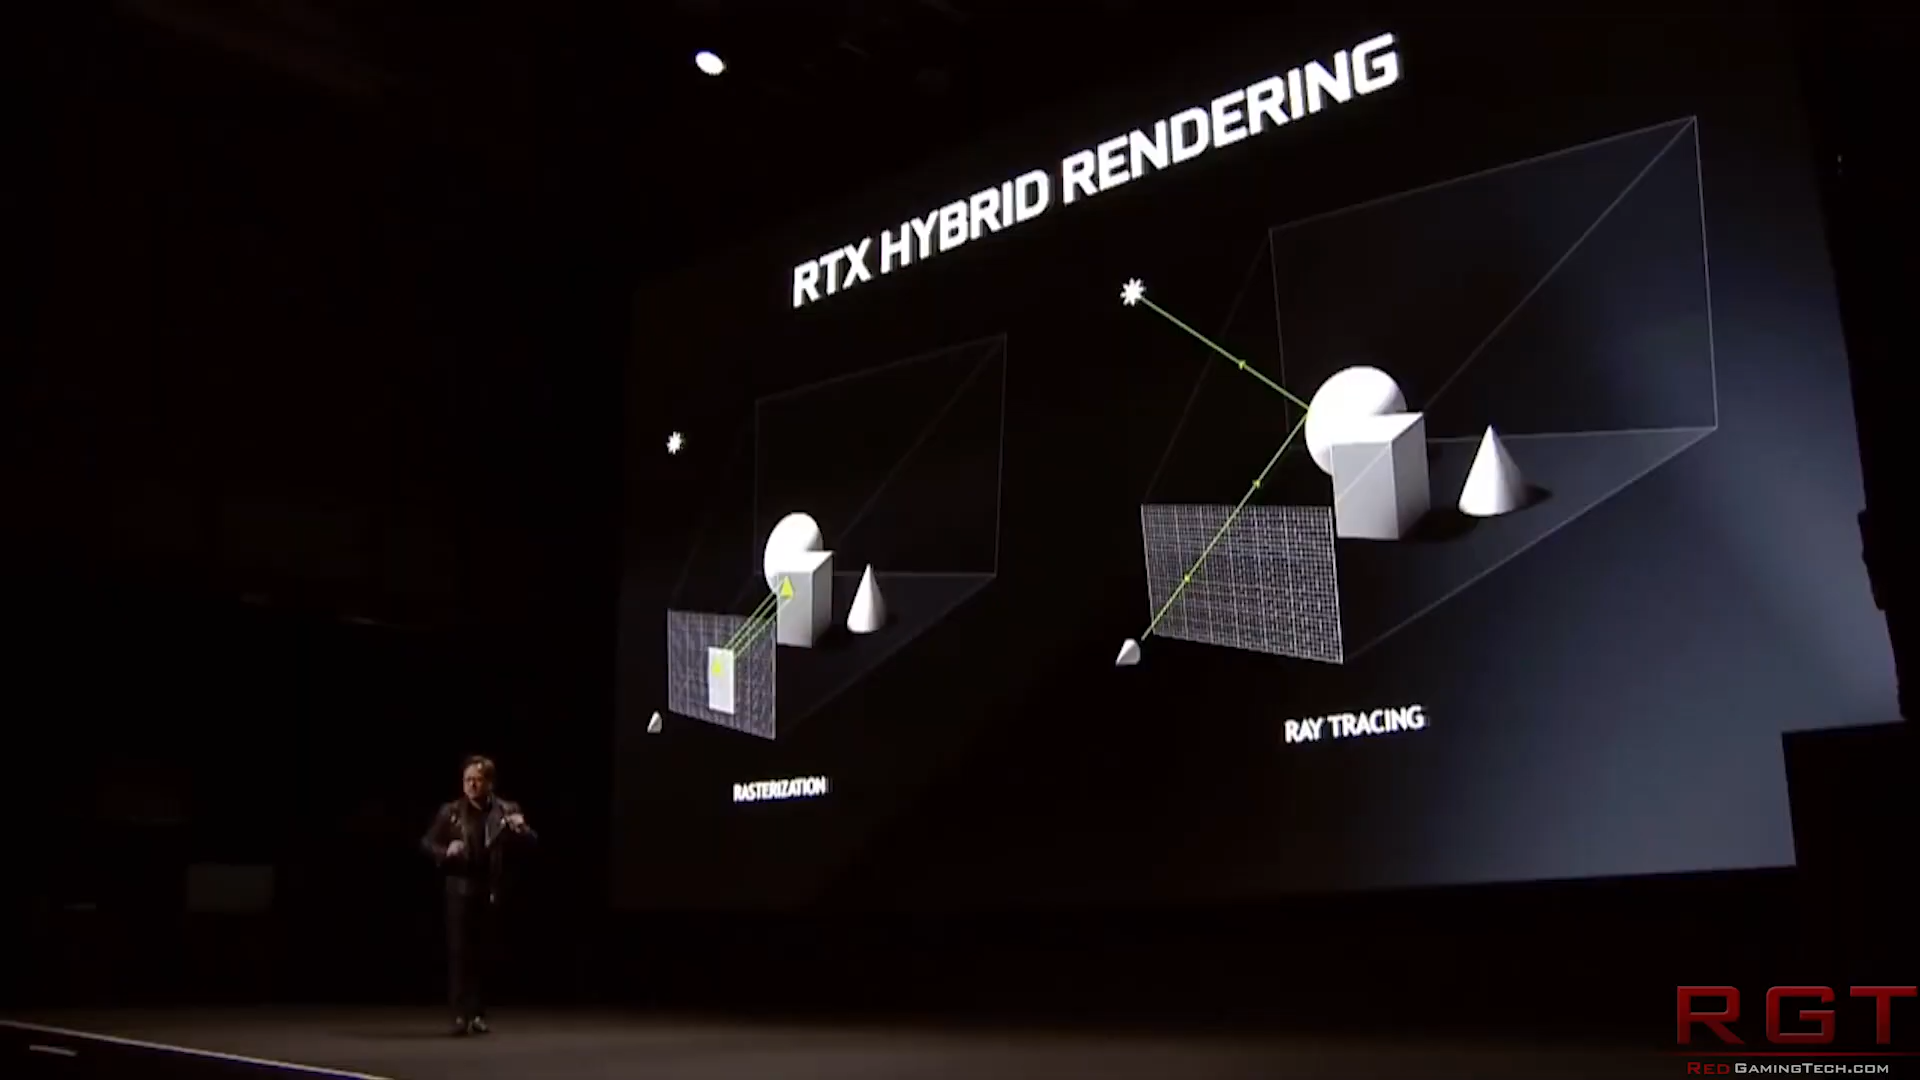 RTX HYBRID RENDERING
RASTERIZATION
RAY TRACING
RGT
REDGAMINGTECH.COM